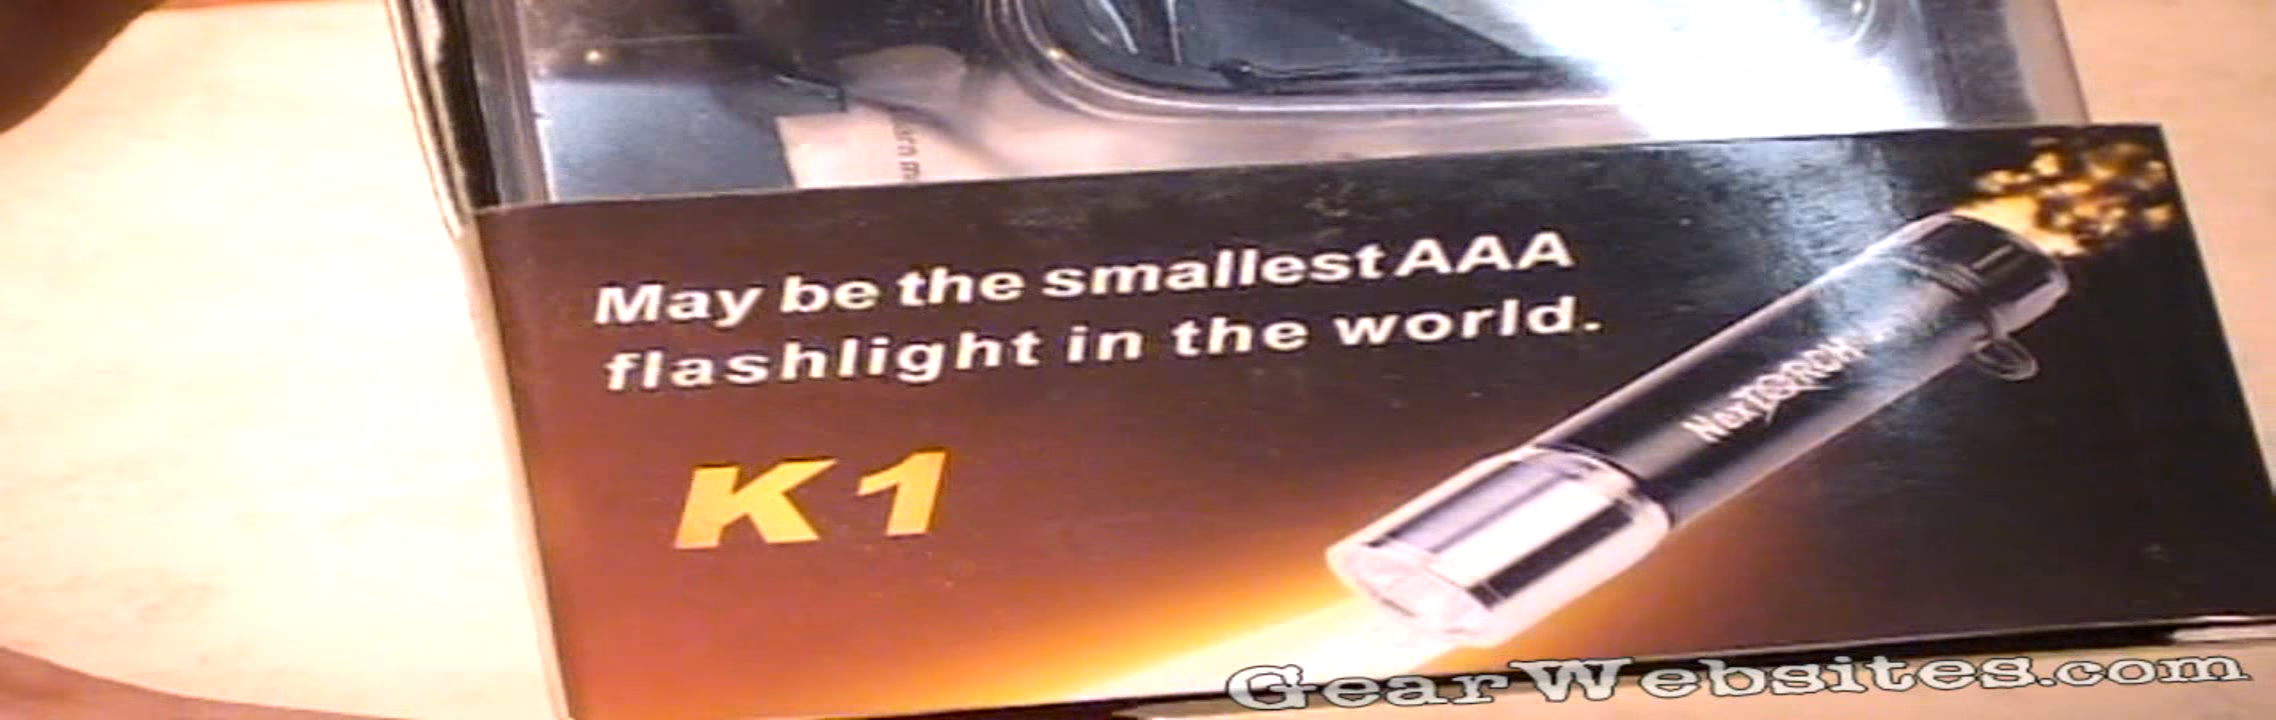 May be the smallest AAA
flashlight in the world.
K1
NexTORCH
GearWebsites.com